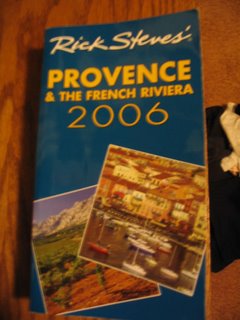 Rick Steves'
PROVENCE
& THE FRENCH RIVIERA
2006